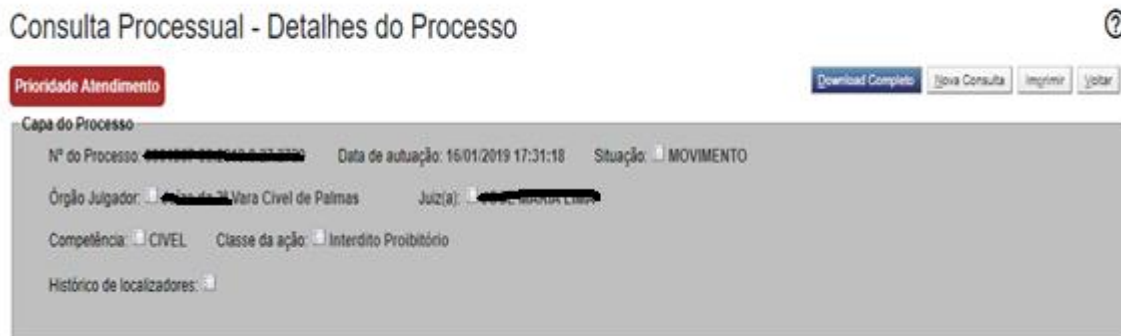 Consulta Processual - Detalhes do Processo
Prioridade Atendimento
Download Completo Nova Consulta Imprimir Voltar
Capa do Processo
Nº do Processo: Data de autuação: 16/01/2019 17:31:18 Situação: MOVIMENTO
Órgão Julgador: Vara Civel de Palmas Juiz(a):
Competência: CIVEL Classe da ação: Interdito Proibitório
Histórico de localizadores: